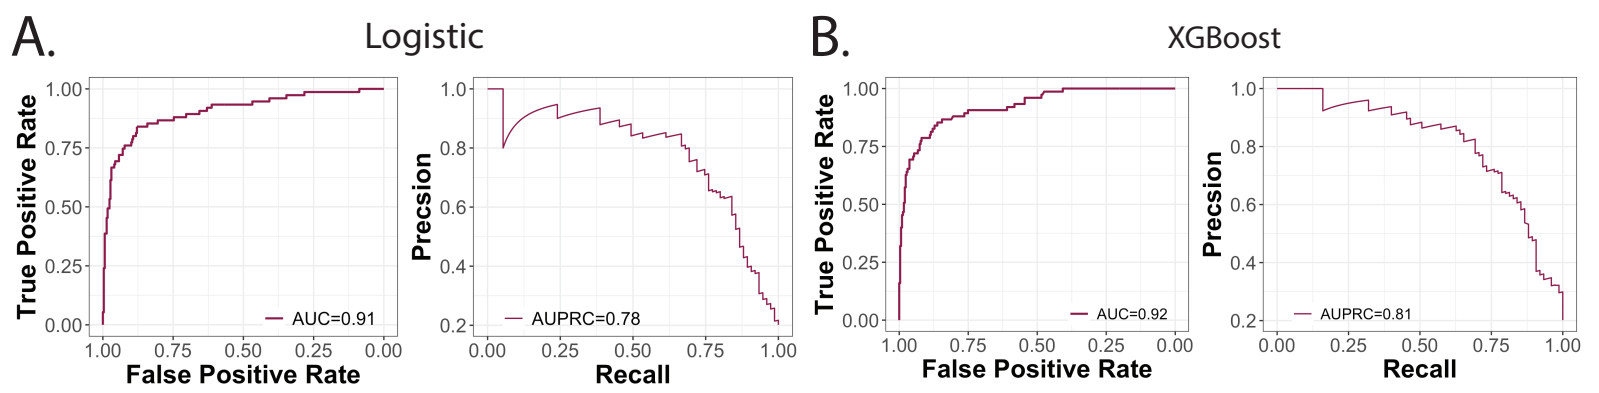 A.
Logistic
True Positive Rate
1.00
0.75
0.50
0.25
0.00
AUC=0.91
1.00 0.75 0.50 0.25 0.00
False Positive Rate
Precsion
1.0
0.8
0.6
0.4
0.2
AUPRC=0.78
0.00 0.25 0.50 0.75 1.00
Recall
B.
XGBoost
True Positive Rate
1.00
0.75
0.50
0.25
0.00
AUC=0.92
1.00 0.75 0.50 0.25 0.00
False Positive Rate
Precsion
1.0
0.8
0.6
0.4
0.2
AUPRC=0.81
0.00 0.25 0.50 0.75 1.00
Recall